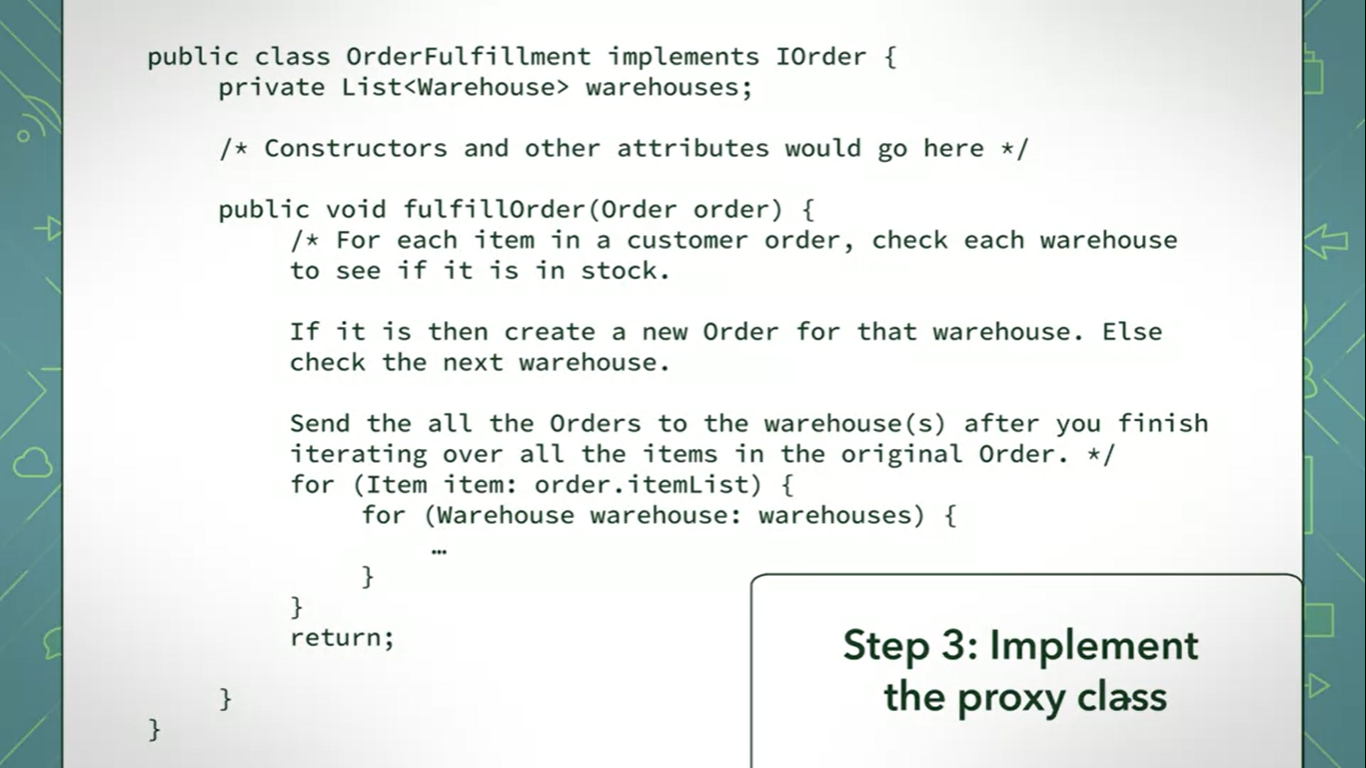 public class OrderFulfillment implements IOrder {
private List<Warehouse> warehouses;
/* Constructors and other attributes would go here */
public void fulfillOrder(Order order) {
/* For each item in a customer order, check each warehouse
to see if it is in stock.
If it is then create a new Order for that warehouse. Else
check the next warehouse.
Send the all the Orders to the warehouse(s) after you finish
iterating over all the items in the original Order. */
for (Item item: order.itemList) {
for (Warehouse warehouse: warehouses) {
…
}
}
return;
}
}
Step 3: Implement
the proxy class